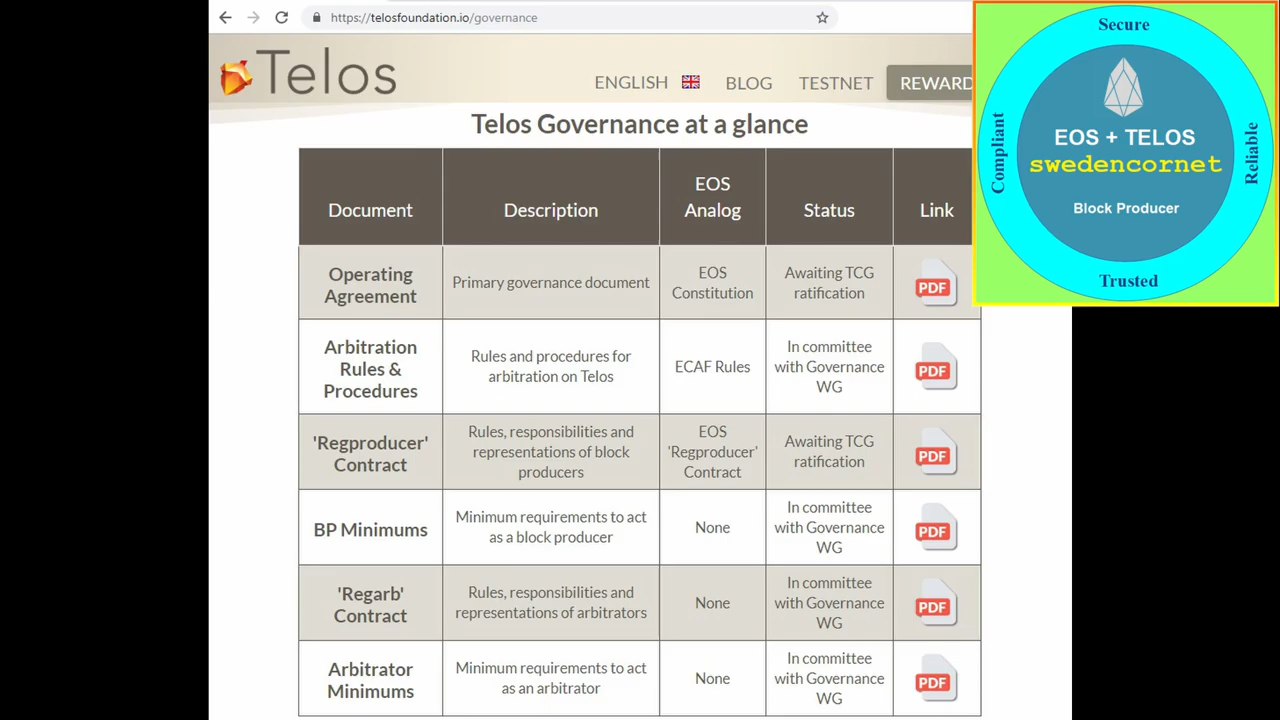 https://telosfoundation.io/governance
Telos
ENGLISH BLOG TESTNET REWARD
Telos Governance at a glance
Document Description EOS Analog Status Link
Operating Agreement
Primary governance document
EOS Constitution
Awaiting TCG ratification
PDF
Arbitration Rules & Procedures
Rules and procedures for arbitration on Telos
ECAF Rules
In committee with Governance WG
PDF
'Regproducer' Contract
Rules, responsibilities and representations of block producers
EOS 'Regproducer' Contract
Awaiting TCG ratification
PDF
BP Minimums
Minimum requirements to act as a block producer
None
In committee with Governance WG
PDF
'Regarb' Contract
Rules, responsibilities and representations of arbitrators
None
In committee with Governance WG
PDF
Arbitrator Minimums
Minimum requirements to act as an arbitrator
None
In committee with Governance WG
PDF
Secure
Compliant
EOS + TELOS
swedencornet
Block Producer
Reliable
Trusted